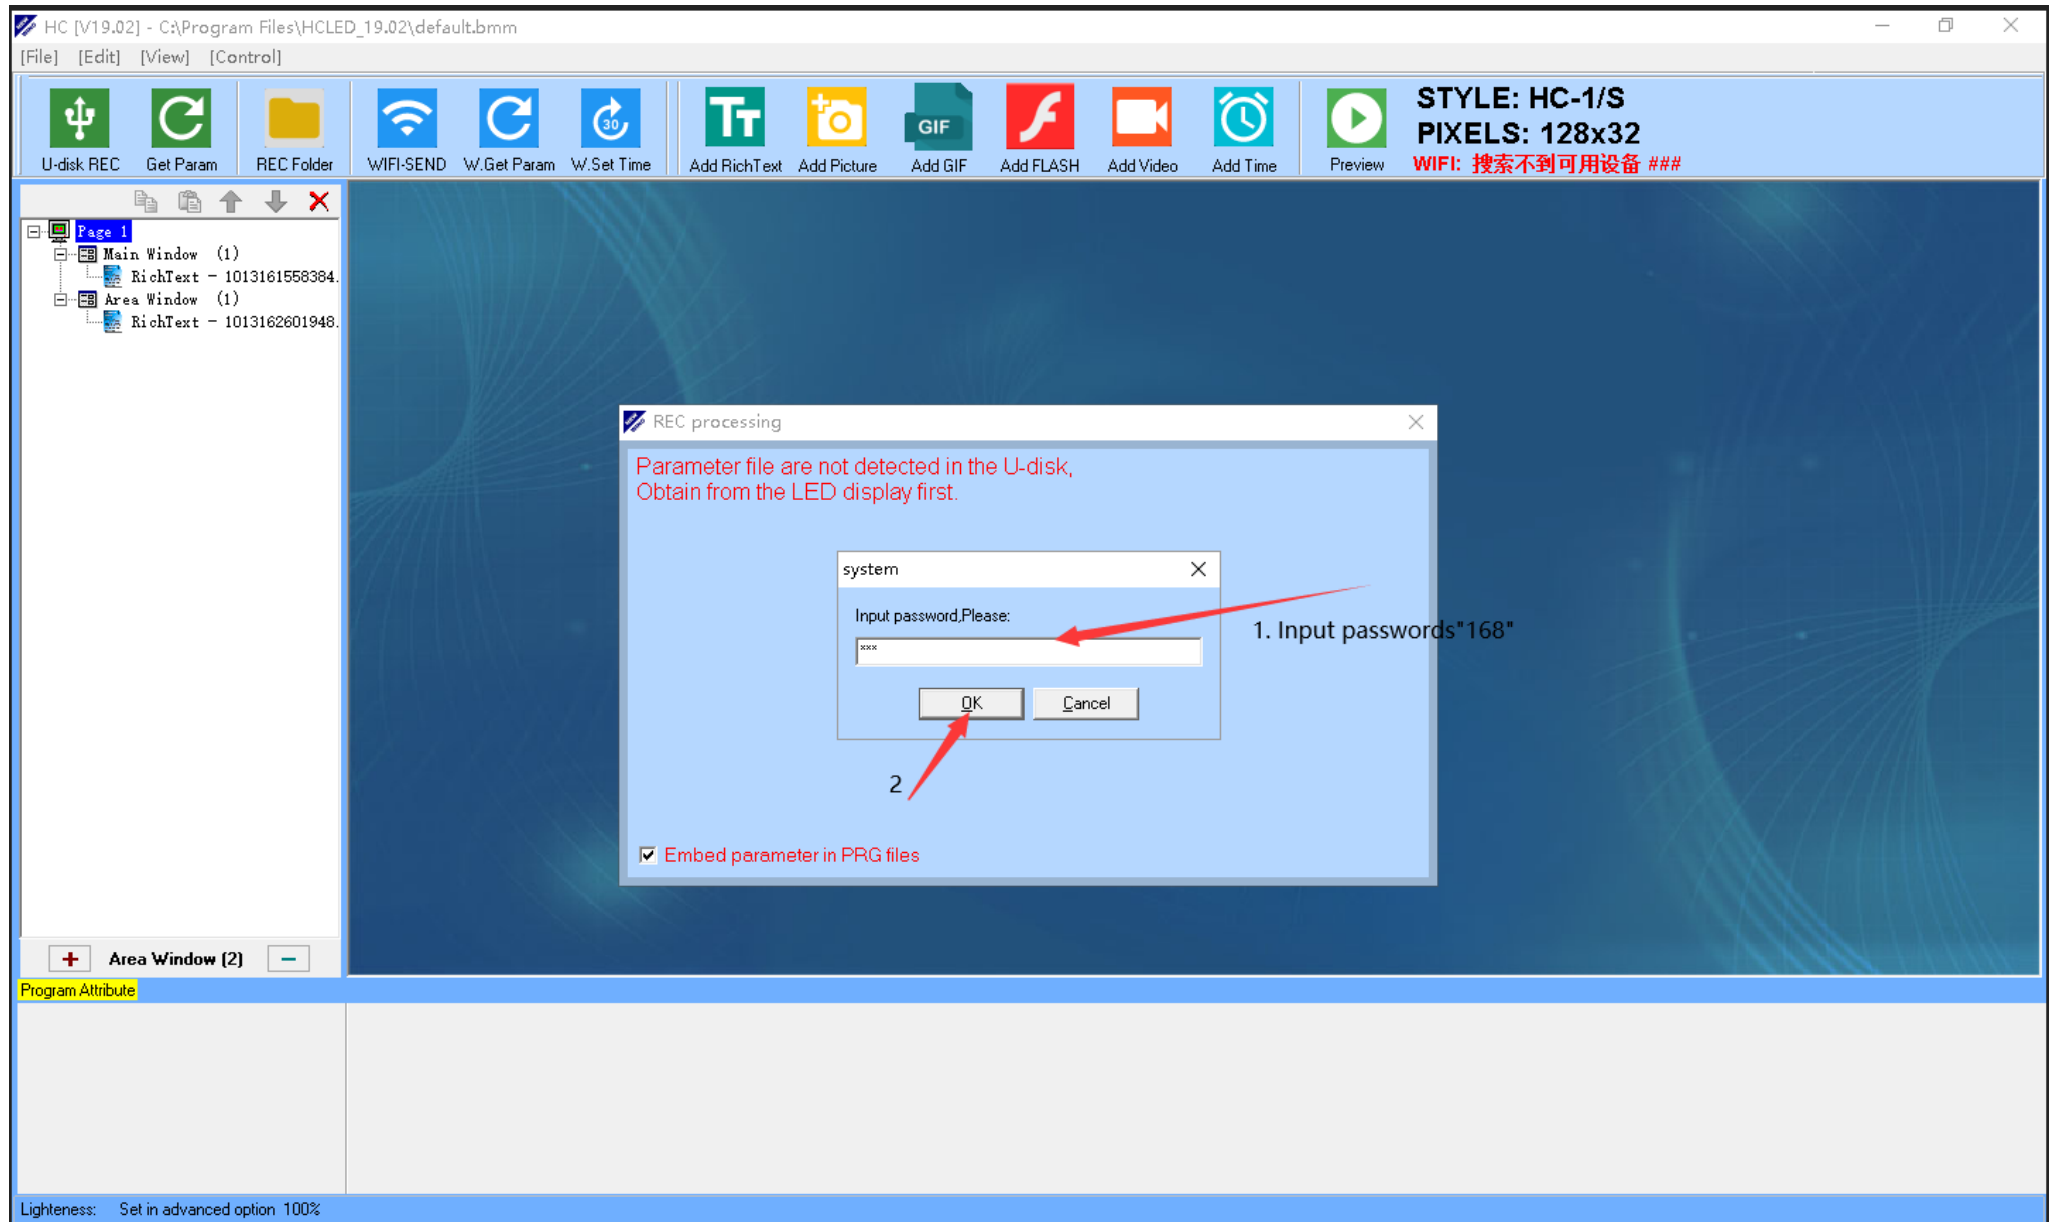 HC [V19.02] - C:\Program Files\HCLED_19.02\default.bmm
[File] [Edit] [View] [Control]
U-disk REC Get Param REC Folder WIFI-SEND W.Get Param W.Set Time Add RichText Add Picture Add GIF Add FLASH Add Video Add Time Preview
30
TT
GIF
STYLE: HC-1/S
PIXELS: 128x32
WIFI: 搜索不到可用设备 ###
Page 1
Main Window (1)
RichText - 1013161558384.
Area Window (1)
RichText - 1013162601948.
REC processing
Parameter file are not detected in the U-disk,
Obtain from the LED display first.
system
Input password,Please:
***
1. Input passwords"168"
OK Cancel
2
Embed parameter in PRG files
+ Area Window (2) -
Program Attribute
Lighteness: Set in advanced option 100%